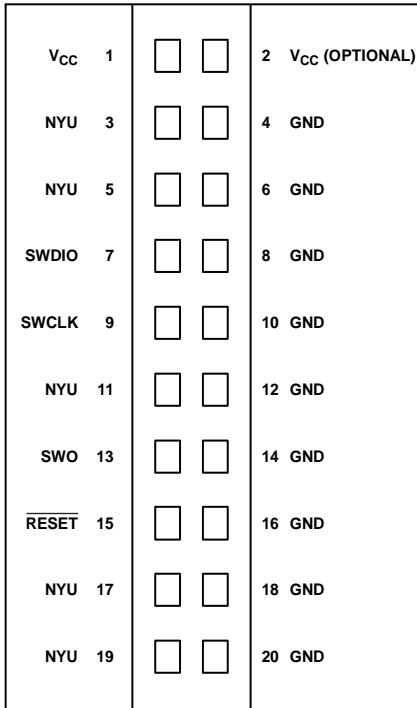 VCC 1 2 VCC (OPTIONAL)
NYU 3 4 GND
NYU 5 6 GND
SWDIO 7 8 GND
SWCLK 9 10 GND
NYU 11 12 GND
SWO 13 14 GND
RESET 15 16 GND
NYU 17 18 GND
NYU 19 20 GND